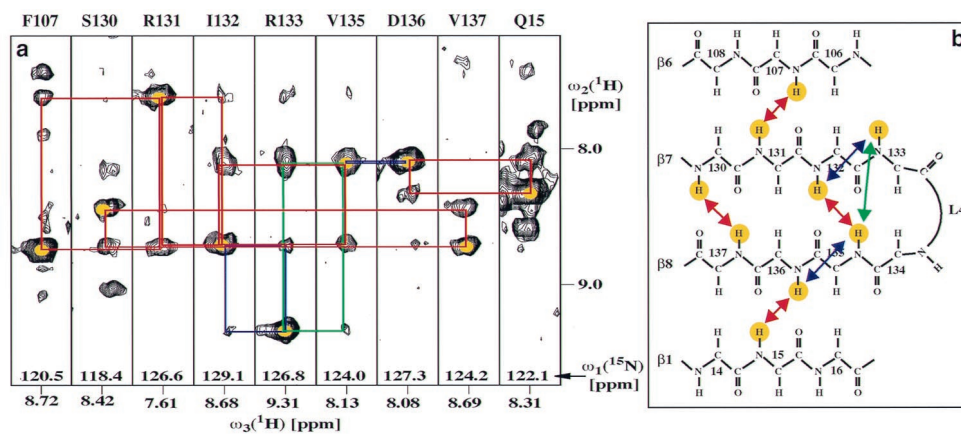 F107 S130 R131 I132 R133 V135 D136 V137 Q15
a
ω₂(¹H)
[ppm]
8.0
9.0
120.5 118.4 126.6 129.1 126.8 124.0 127.3 124.2 122.1
ω₁(¹⁵N)
[ppm]
8.72 8.42 7.61 8.68 9.31 8.13 8.08 8.69 8.31
ω₃(¹H) [ppm]
b
β6
O H H H O H
108 106
C N C C N C C N
C C N C C
107
H O H H
H H H H
β7
N C C N C C N
131 133
130 132
H O H O
L4
H O H O H
β8
137 135
136 134
O H H O H N H
β1
H H O H H
14 15 16
N C C N C C N C
H O H H O